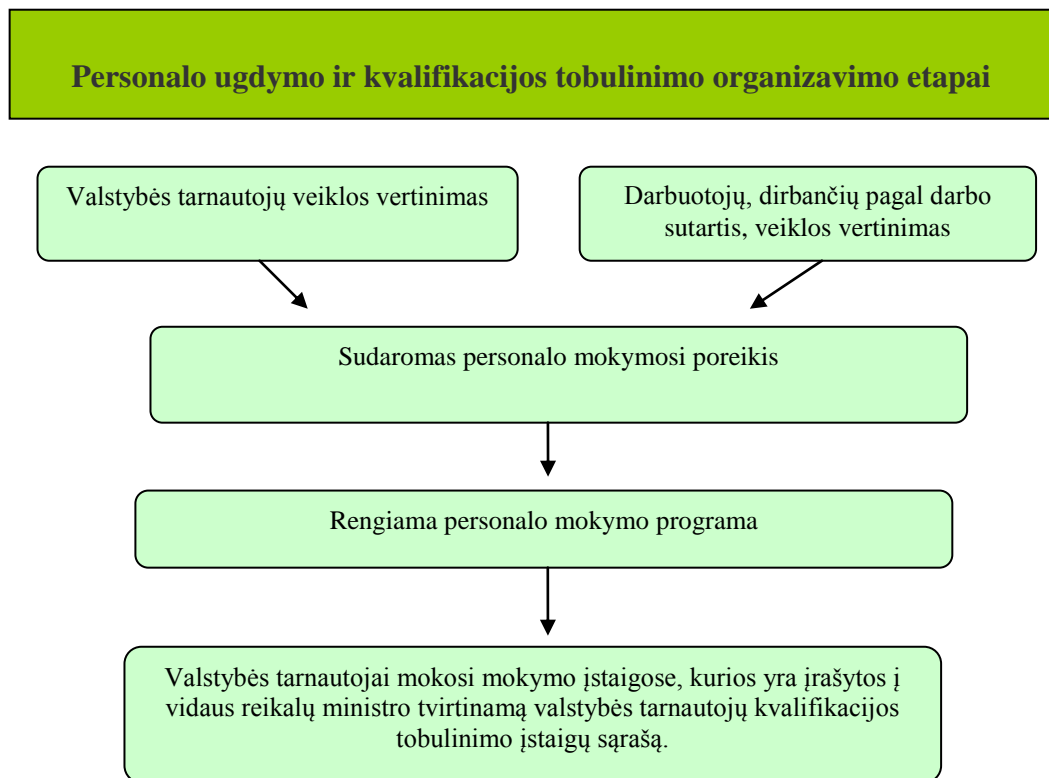 Personalo ugdymo ir kvalifikacijos tobulinimo organizavimo etapai
Valstybės tarnautojų veiklos vertinimas
Darbuotojų, dirbančių pagal darbo
sutartis, veiklos vertinimas
Sudaromas personalo mokymosi poreikis
Rengiama personalo mokymo programa
Valstybės tarnautojai mokosi mokymo įstaigose, kurios yra įrašytos į
vidaus reikalų ministro tvirtinamą valstybės tarnautojų kvalifikacijos
tobulinimo įstaigų sąrašą.